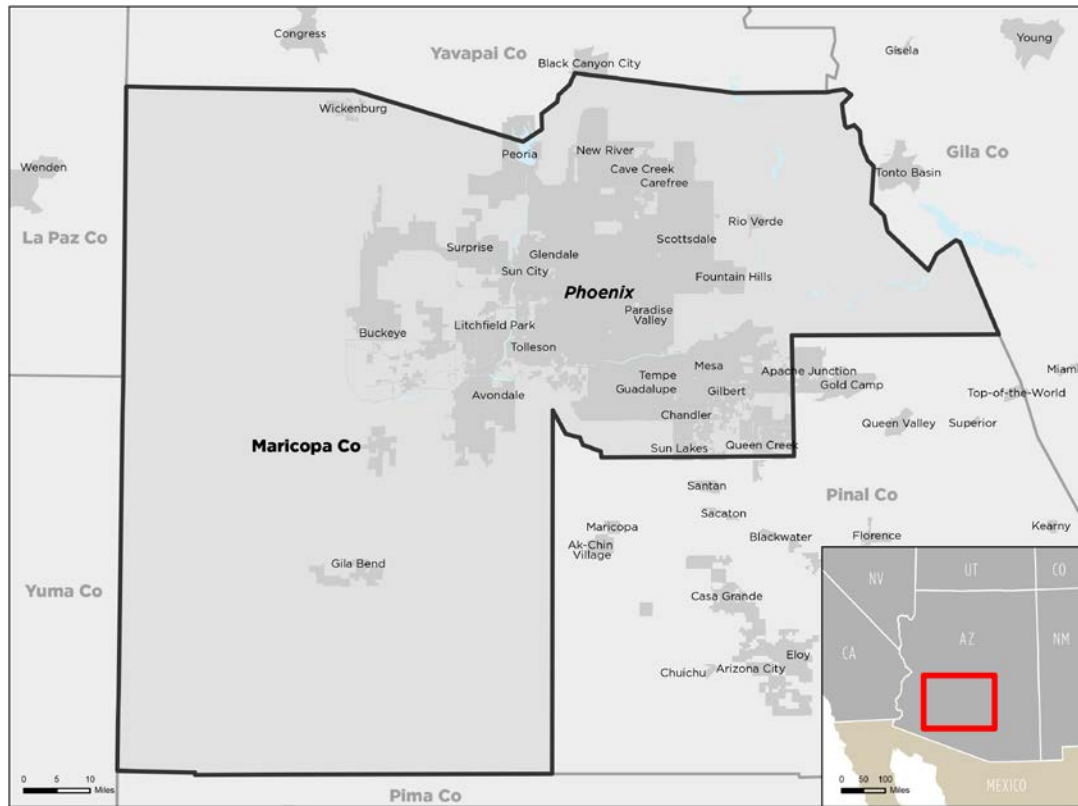 Congress
Yavapai Co
Gisela
Young
Black Canyon City
Wickenburg
Peoria
New River
Cave Creek
Carefree
Wenden
Tonto Basin
Gila Co
La Paz Co
Rio Verde
Surprise
Glendale
Scottsdale
Sun City
Fountain Hills
Phoenix
Paradise
Valley
Buckeye
Litchfield Park
Tolleson
Mesa
Apache Junction
Tempe
Guadalupe
Gilbert
Gold Camp
Miami
Top-of-the-World
Avondale
Chandler
Queen Valley
Superior
Maricopa Co
Sun Lakes
Queen Creek
Santan
Pinal Co
Sacaton
Maricopa
Ak-Chin
Village
Blackwater
Florence
Kearny
Gila Bend
Yuma Co
Casa Grande
Eloy
Chuichu
Arizona City
Pima Co
0 5 10
Miles
NV
UT
CO
CA
AZ
NM
MEXICO
0 50 100
Miles